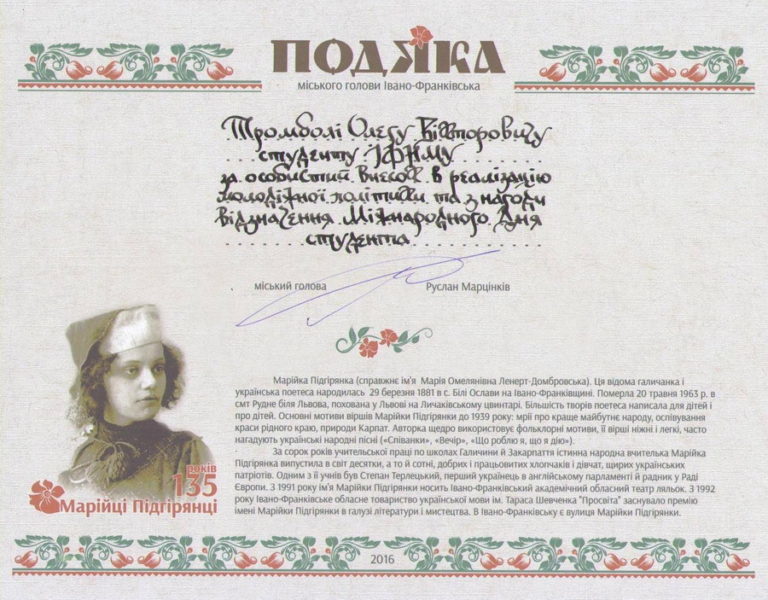 ПОДЯКА
міського голови Івано-Франківська
Тромболі Олегу Вікторовичу
студенту ІФНМУ
за особистий внесок в реалізацію
молодіжної політики та з нагоди
відзначення Міжнародного Дня
студента
міський голова Руслан Марцінків
Марійка Підгірянка (справжнє ім'я Марія Омелянівна Ленерт-Домбровська). Ця відома галичанка і
українська поетеса народилась 29 березня 1881 в с. Білі Ослави на Івано-Франківщині. Померла 20 травня 1963 р. в
смт Рудне біля Львова, похована у Львові на Личаківському цвинтарі. Більшість творів поетеса написала для дітей і
про дітей. Основні мотиви віршів Марійки Підгірянки до 1939 року: мрії про краще майбутнє народу, оспівування
краси рідного краю, природи Карпат. Авторка щедро використовує фольклорні мотиви, її вірші ніжні і легкі, часто
нагадують українські народні пісні («Співанки», «Вечір», «Що роблю я, що я дію»).
За сорок років учительської праці по школах Галичини й Закарпаття істинна народна вчителька Марійка
Підгірянка випустила в світ десятки, а то й сотні, добрих і працьовитих хлопчаків і дівчат, щирих українських
патріотів. Одним з її учнів був Степан Терлецький, перший українець в англійському парламенті й радник у Раді
Європи. З 1991 року ім'я Марійки Підгірянки носить Івано-Франківський академічний обласний театр ляльок. З 1992
року Івано-Франківське обласне товариство української мови ім. Тараса Шевченка "Просвіта" заснувало премію
імені Марійки Підгірянки в галузі літератури і мистецтва. В Івано-Франківську є вулиця Марійки Підгірянки.
років
135
Марійці Підгірянці
2016